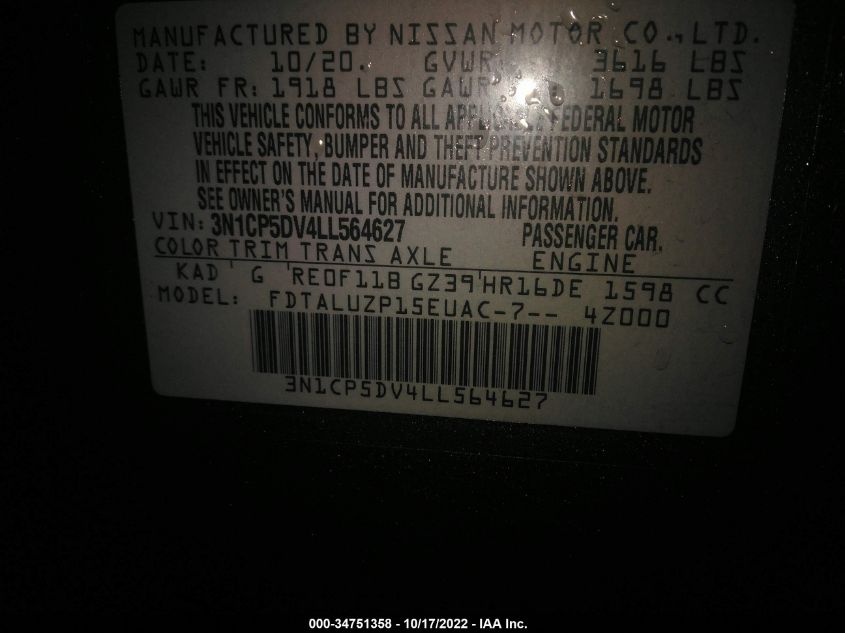 MANUFACTURED BY NISSAN MOTOR CO., LTD.
DATE: 10/20. GVWR: 3616 LBS
GAWR FR: 1918 LBS GAWR 1698 LBS
THIS VEHICLE CONFORMS TO ALL APPLICABLE FEDERAL MOTOR
VEHICLE SAFETY, BUMPER AND THEFT PREVENTION STANDARDS
IN EFFECT ON THE DATE OF MANUFACTURE SHOWN ABOVE.
SEE OWNER'S MANUAL FOR ADDITIONAL INFORMATION.
VIN: 3N1CP5DV4LL564627 PASSENGER CAR.
COLOR TRIM TRANS AXLE ENGINE
KAD G RE0F11B GZ39 HR16DE 1598 CC
MODEL: FDTALUZP15EUAC-7-- 4Z000
3N1CP5DV4LL564627
000-34751358 - 10/17/2022 - IAA Inc.